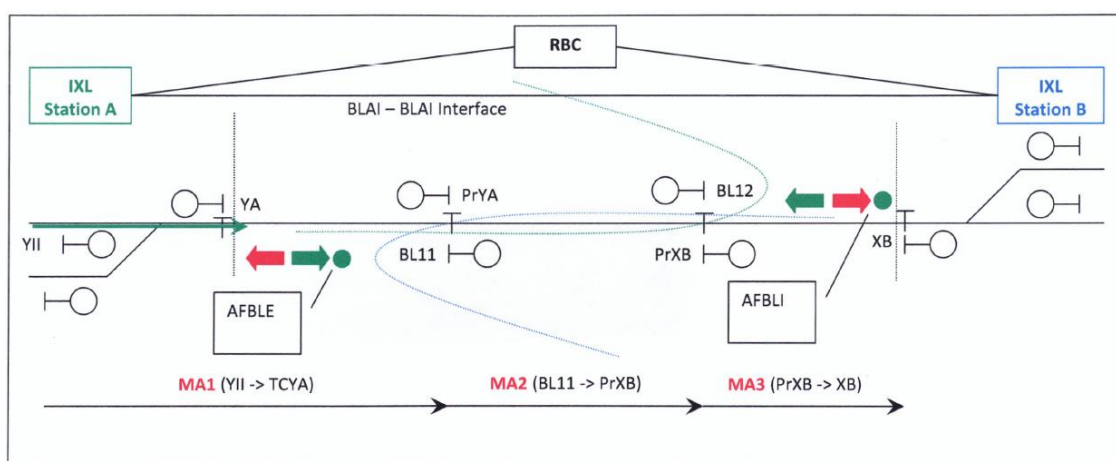 RBC
IXL
Station A
IXL
Station B
BLAI – BLAI Interface
YA
PrYA
BL12
YII
BL11
PrXB
XB
AFBLE
AFBLI
MA1 (YII -> TCYA)
MA2 (BL11 -> PrXB)
MA3 (PrXB -> XB)